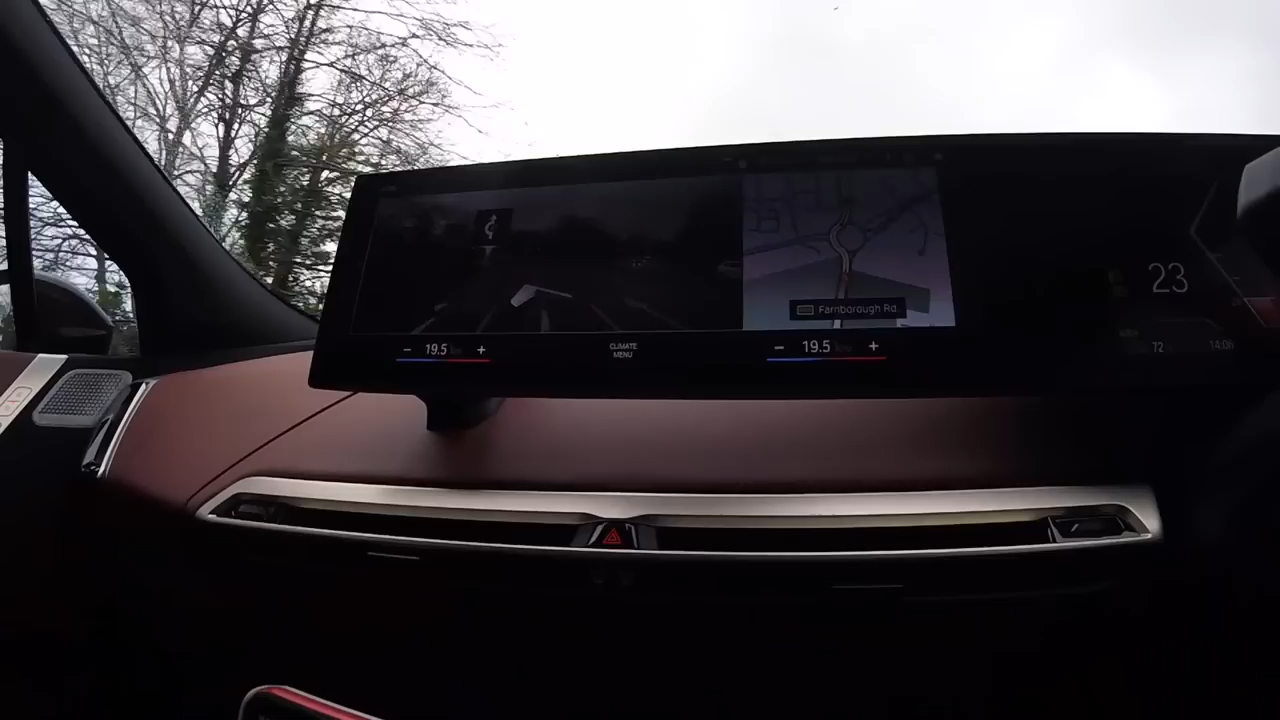 Farnborough Rd.
23
− 19.5 +
CLIMATE
MENU
− 19.5 +
72
14:06